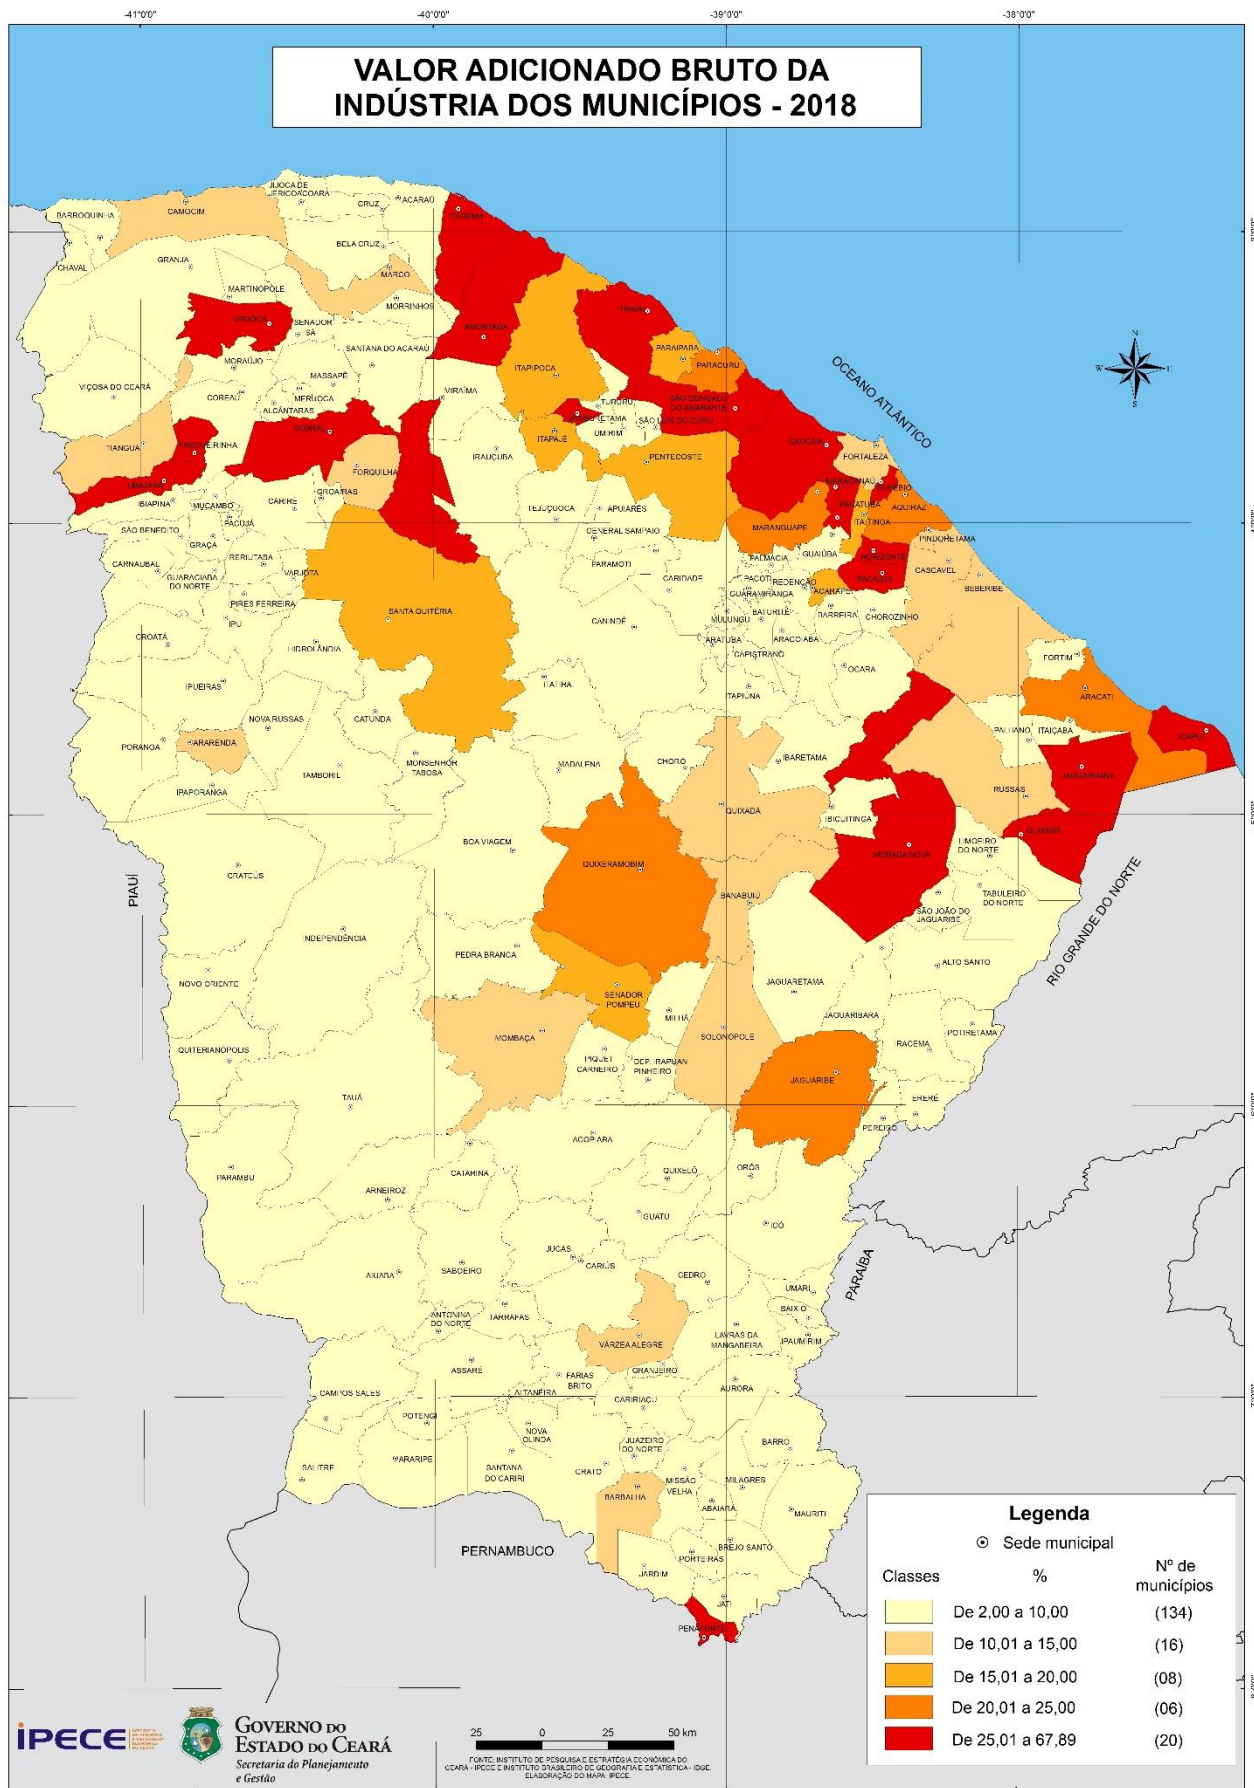 -41°0'0"
-40°0'0"
-39°0'0"
-38°0'0"
VALOR ADICIONADO BRUTO DA
INDÚSTRIA DOS MUNICÍPIOS - 2018
JIJOCA DE
JERICOACOARA
ACARAÚ
CRUZ
BARROQUINHA
CAMOCIM
ITAREMA
BELA CRUZ
CHAVAL
GRANJA
MARCO
MARTINÓPOLE
MORRINHOS
URUOCA
SENADOR
SÁ
AMONTADA
TRAIRI
SANTANA DO ACARAÚ
PARAIPABA
PARACURU
MORAÚJO
ITAPIPOCA
OCEANO ATLÂNTICO
N
W
E
S
VIÇOSA DO CEARÁ
COREAÚ
MASSAPÊ
MERUOCA
ALCÂNTARAS
MIRAÍMA
TURURU
SÃO GONÇALO
DO AMARANTE
SÃO LUIS DO CURU
UMIRIM
SOBRAL
ITAPAJÉ
CAUCAIA
TIANGUÁ
FRECHEIRINHA
IRAUÇUBA
FORTALEZA
PENTECOSTE
FORQUILHA
UBAJARA
MARACANAÚ
EUSÉBIO
IBIAPINA
MUCAMBO
CARIRÉ
GROAÍRAS
TEJUÇUOCA
APUIARÉS
PACATUBA
AQUIRAZ
PACUJÁ
ITAITINGA
SÃO BENEDITO
GRAÇA
GENERAL SAMPAIO
MARANGUAPE
PINDORETAMA
GUAIÚBA
HORIZONTE
CARNAUBAL
RERIUTABA
PARAMOTI
PALMÁCIA
CASCAVEL
GUARACIABA
DO NORTE
VARJOTA
CARIDADE
PACOTI
REDENÇÃO
PACAJUS
BEBERIBE
GUARAMIRANGA
ACARAPE
PIRES FERREIRA
BATURITÉ
BARREIRA
CHOROZINHO
IPU
SANTA QUITÉRIA
CANINDÉ
MULUNGU
CROATÁ
ARATUBA
ARACOIABA
HIDROLÂNDIA
CAPISTRANO
FORTIM
OCARA
IPUEIRAS
ITATIRA
ITAPIÚNA
ARACATI
NOVA RUSSAS
CATUNDA
PALHANO
ITAIÇABA
ICAPUÍ
PORANGA
ARARENDÁ
MONSENHOR
TABOSA
MADALENA
CHORÓ
IBARETAMA
JAGUARUANA
TAMBORIL
IPAPORANGA
RUSSAS
QUIXADÁ
IBICUITINGA
QUIXERÉ
BOA VIAGEM
LIMOEIRO
DO NORTE
MORADA NOVA
CRATEÚS
QUIXERAMOBIM
PIAUÍ
BANABUIÚ
TABULEIRO
DO NORTE
SÃO JOÃO DO
JAGUARIBE
RIO GRANDE DO NORTE
NDEPENDÊNCIA
PEDRA BRANCA
ALTO SANTO
NOVO ORIENTE
SENADOR
POMPEU
JAGUARETAMA
MILHÃ
JAGUARIBARA
POTIRETAMA
MOMBAÇA
SOLONÓPOLE
RACEMA
QUITERIANÓPOLIS
PIQUET
CARNEIRO
DEP. IRAPUAN
PINHEIRO
JAGUARIBE
ERERÊ
TAUÁ
PEREIRO
ACOPIARA
CATARINA
QUIXELÔ
ORÓS
PARAMBU
ARNEIROZ
IGUATU
ICÓ
JUCÁS
CARIÚS
AIUABA
SABOEIRO
CEDRO
PARAÍBA
UMARI
BAIXIO
ANTONINA
DO NORTE
TARRAFAS
LAVRAS DA
MANGABEIRA
IPAUMIRIM
VÁRZEA ALEGRE
ASSARÉ
GRANJEIRO
FARIAS
BRITO
AURORA
CAMPOS SALES
ALTANEIRA
CARIRIAÇU
POTENGI
NOVA
OLINDA
JUAZEIRO
DO NORTE
BARRO
ARARIPE
SALITRE
SANTANA
DO CARIRI
CRATO
MISSÃO
VELHA
MILAGRES
BARBALHA
ABAIARA
MAURITI
PERNAMBUCO
BREJO SANTO
PORTEIRAS
JARDIM
JATI
PENAFORTE
Legenda
Sede municipal
Classes
%
Nº de
municípios
De 2,00 a 10,00
(134)
De 10,01 a 15,00
(16)
De 15,01 a 20,00
(08)
De 20,01 a 25,00
(06)
De 25,01 a 67,89
(20)
iPECE
GOVERNO DO
ESTADO DO CEARÁ
Secretaria do Planejamento
e Gestão
25
0
25
50 km
FONTE: INSTITUTO DE PESQUISA E ESTRATÉGIA ECONÔMICA DO
CEARÁ - IPECE E INSTITUTO BRASILEIRO DE GEOGRAFIA E ESTATÍSTICA - IBGE.
ELABORAÇÃO DO MAPA: IPECE.